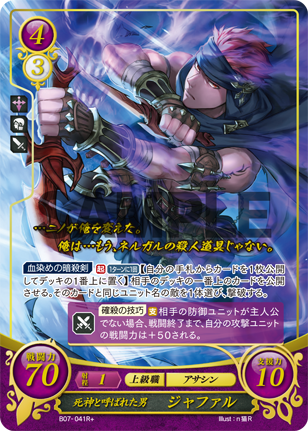 4
3
…ニノが俺を変えた。
俺は…もう、ネルガルの殺人道具じゃない。
血染めの暗殺剣 起 1ターンに1回 【自分の手札からカードを1枚公開
してデッキの1番上に置く】相手のデッキの一番上のカードを公
開させる。そのカードと同じユニット名の敵を1体選び、撃破する。
確殺の技巧 支 相手の防御ユニットが主人公
でない場合、戦闘終了まで、自分の攻撃ユニット
の戦闘力は+50される。
戦闘力
70
射程 1 上級職 アサシン
支援力
10
死神と呼ばれた男 ジャファル
B07-041R+
Illust：n猫R